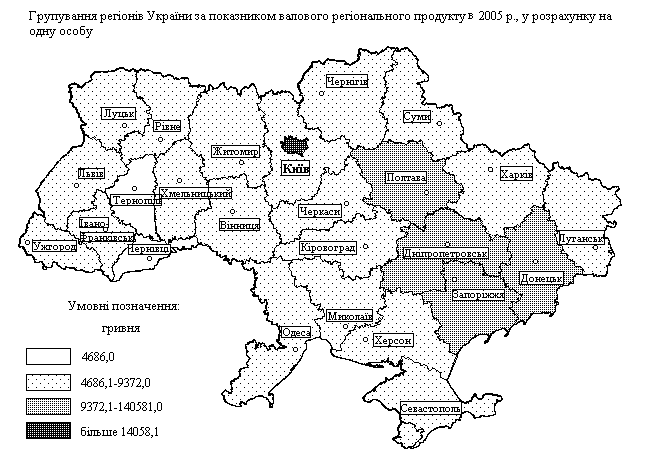 Групування регіонів України за показником валового регіонального продукту в 2005 р., у розрахунку на
одну особу
Чернігів
Луцьк
Рівне
Суми
Житомир
Київ
Львів
Полтава
Харків
Тернопіль
Хмельницький
Черкаси
Івано
Франківськ
Вінниця
Ужгород
Чернівці
Кіровоград
Дніпропетровськ
Луганськ
Донецьк
Запоріжжя
Умовні позначення:
гривня
Миколаїв
Одеса
Херсон
4686,0
4686,1-9372,0
9372,1-140581,0
більше 14058,1
Севастополь